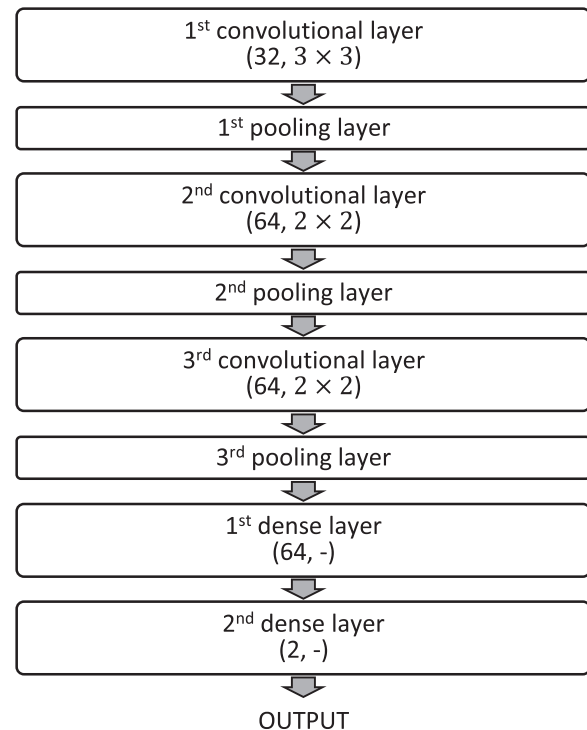 1st convolutional layer
(32, 3 × 3)
1st pooling layer
2nd convolutional layer
(64, 2 × 2)
2nd pooling layer
3rd convolutional layer
(64, 2 × 2)
3rd pooling layer
1st dense layer
(64, -)
2nd dense layer
(2, -)
OUTPUT